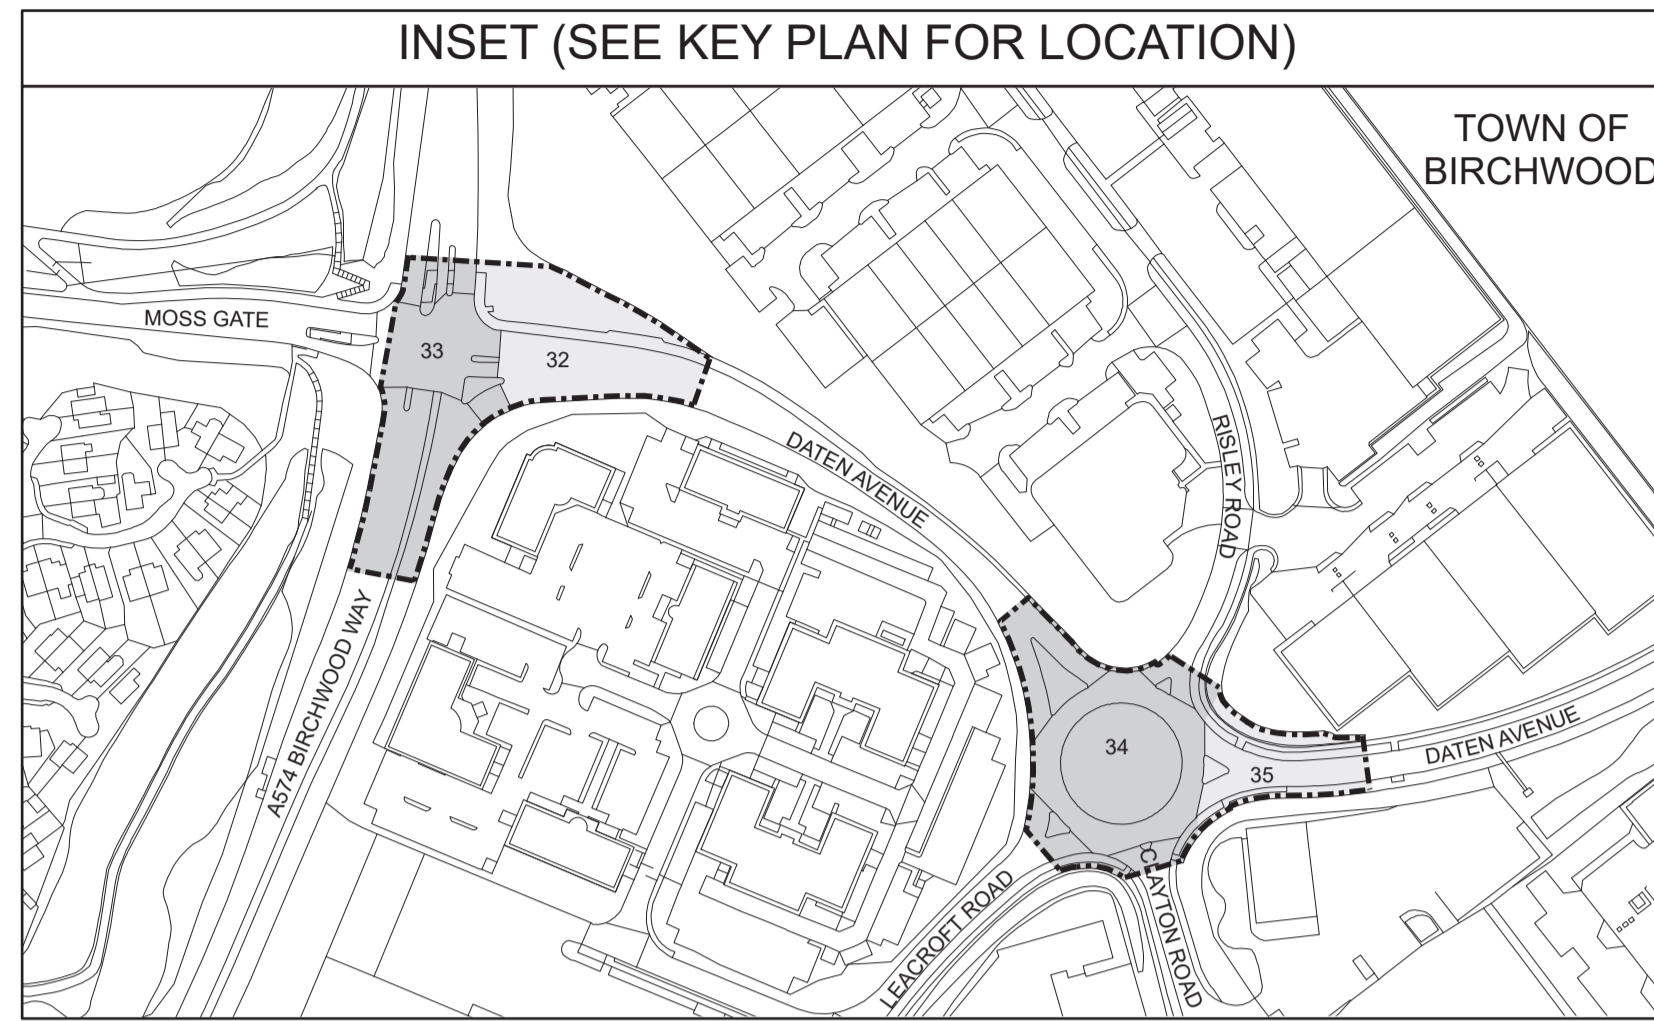 INSET (SEE KEY PLAN FOR LOCATION)
TOWN OF
BIRCHWOOD
MOSS GATE
33
32
DATEN AVENUE
RISLEY ROAD
A574 BIRCHWOOD WAY
34
35
DATEN AVENUE
LEACROFT ROAD
CLAYTON ROAD